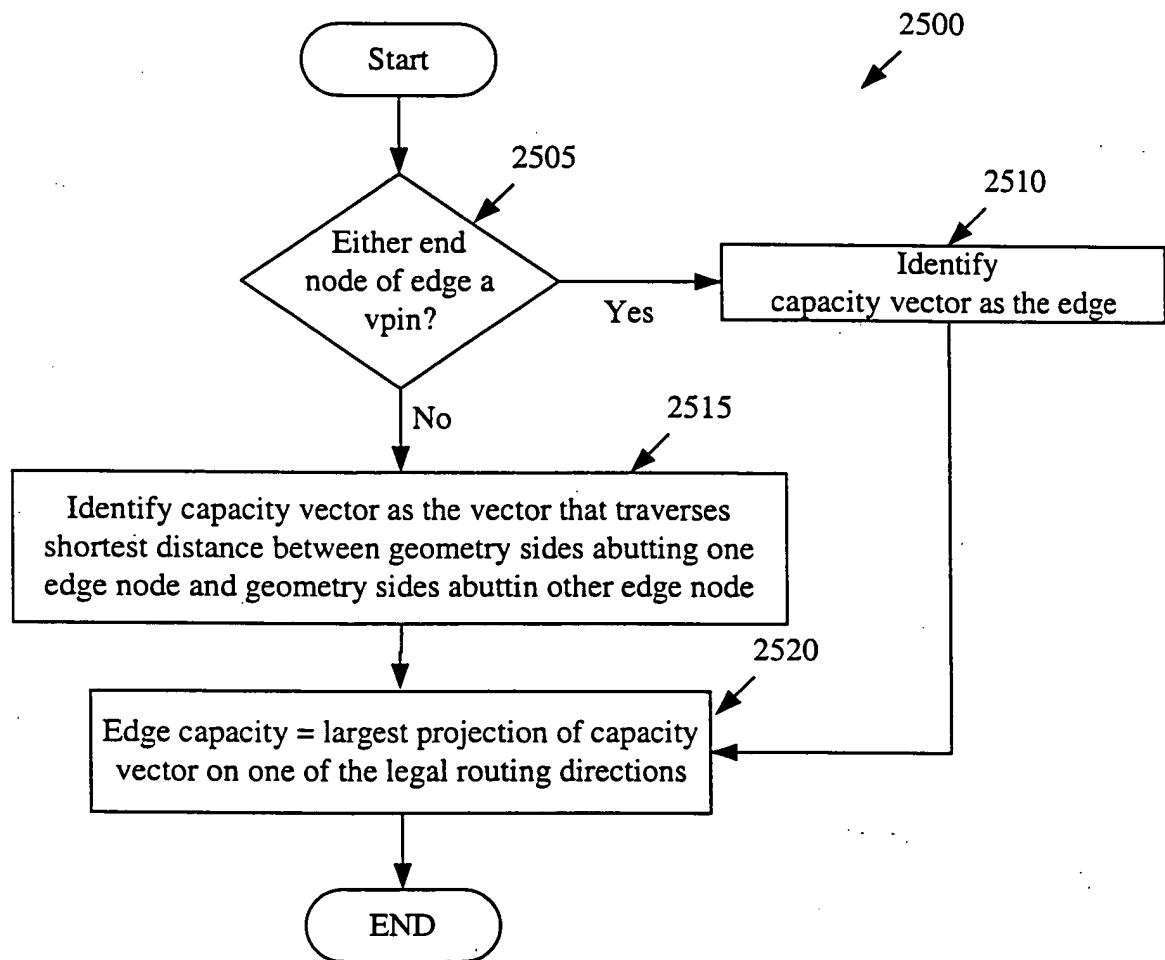 2500
Start
2505
Either end
node of edge a
vpin?
Yes
2510
Identify
capacity vector as the edge
No
2515
Identify capacity vector as the vector that traverses
shortest distance between geometry sides abutting one
edge node and geometry sides abuttin other edge node
2520
Edge capacity = largest projection of capacity
vector on one of the legal routing directions
END